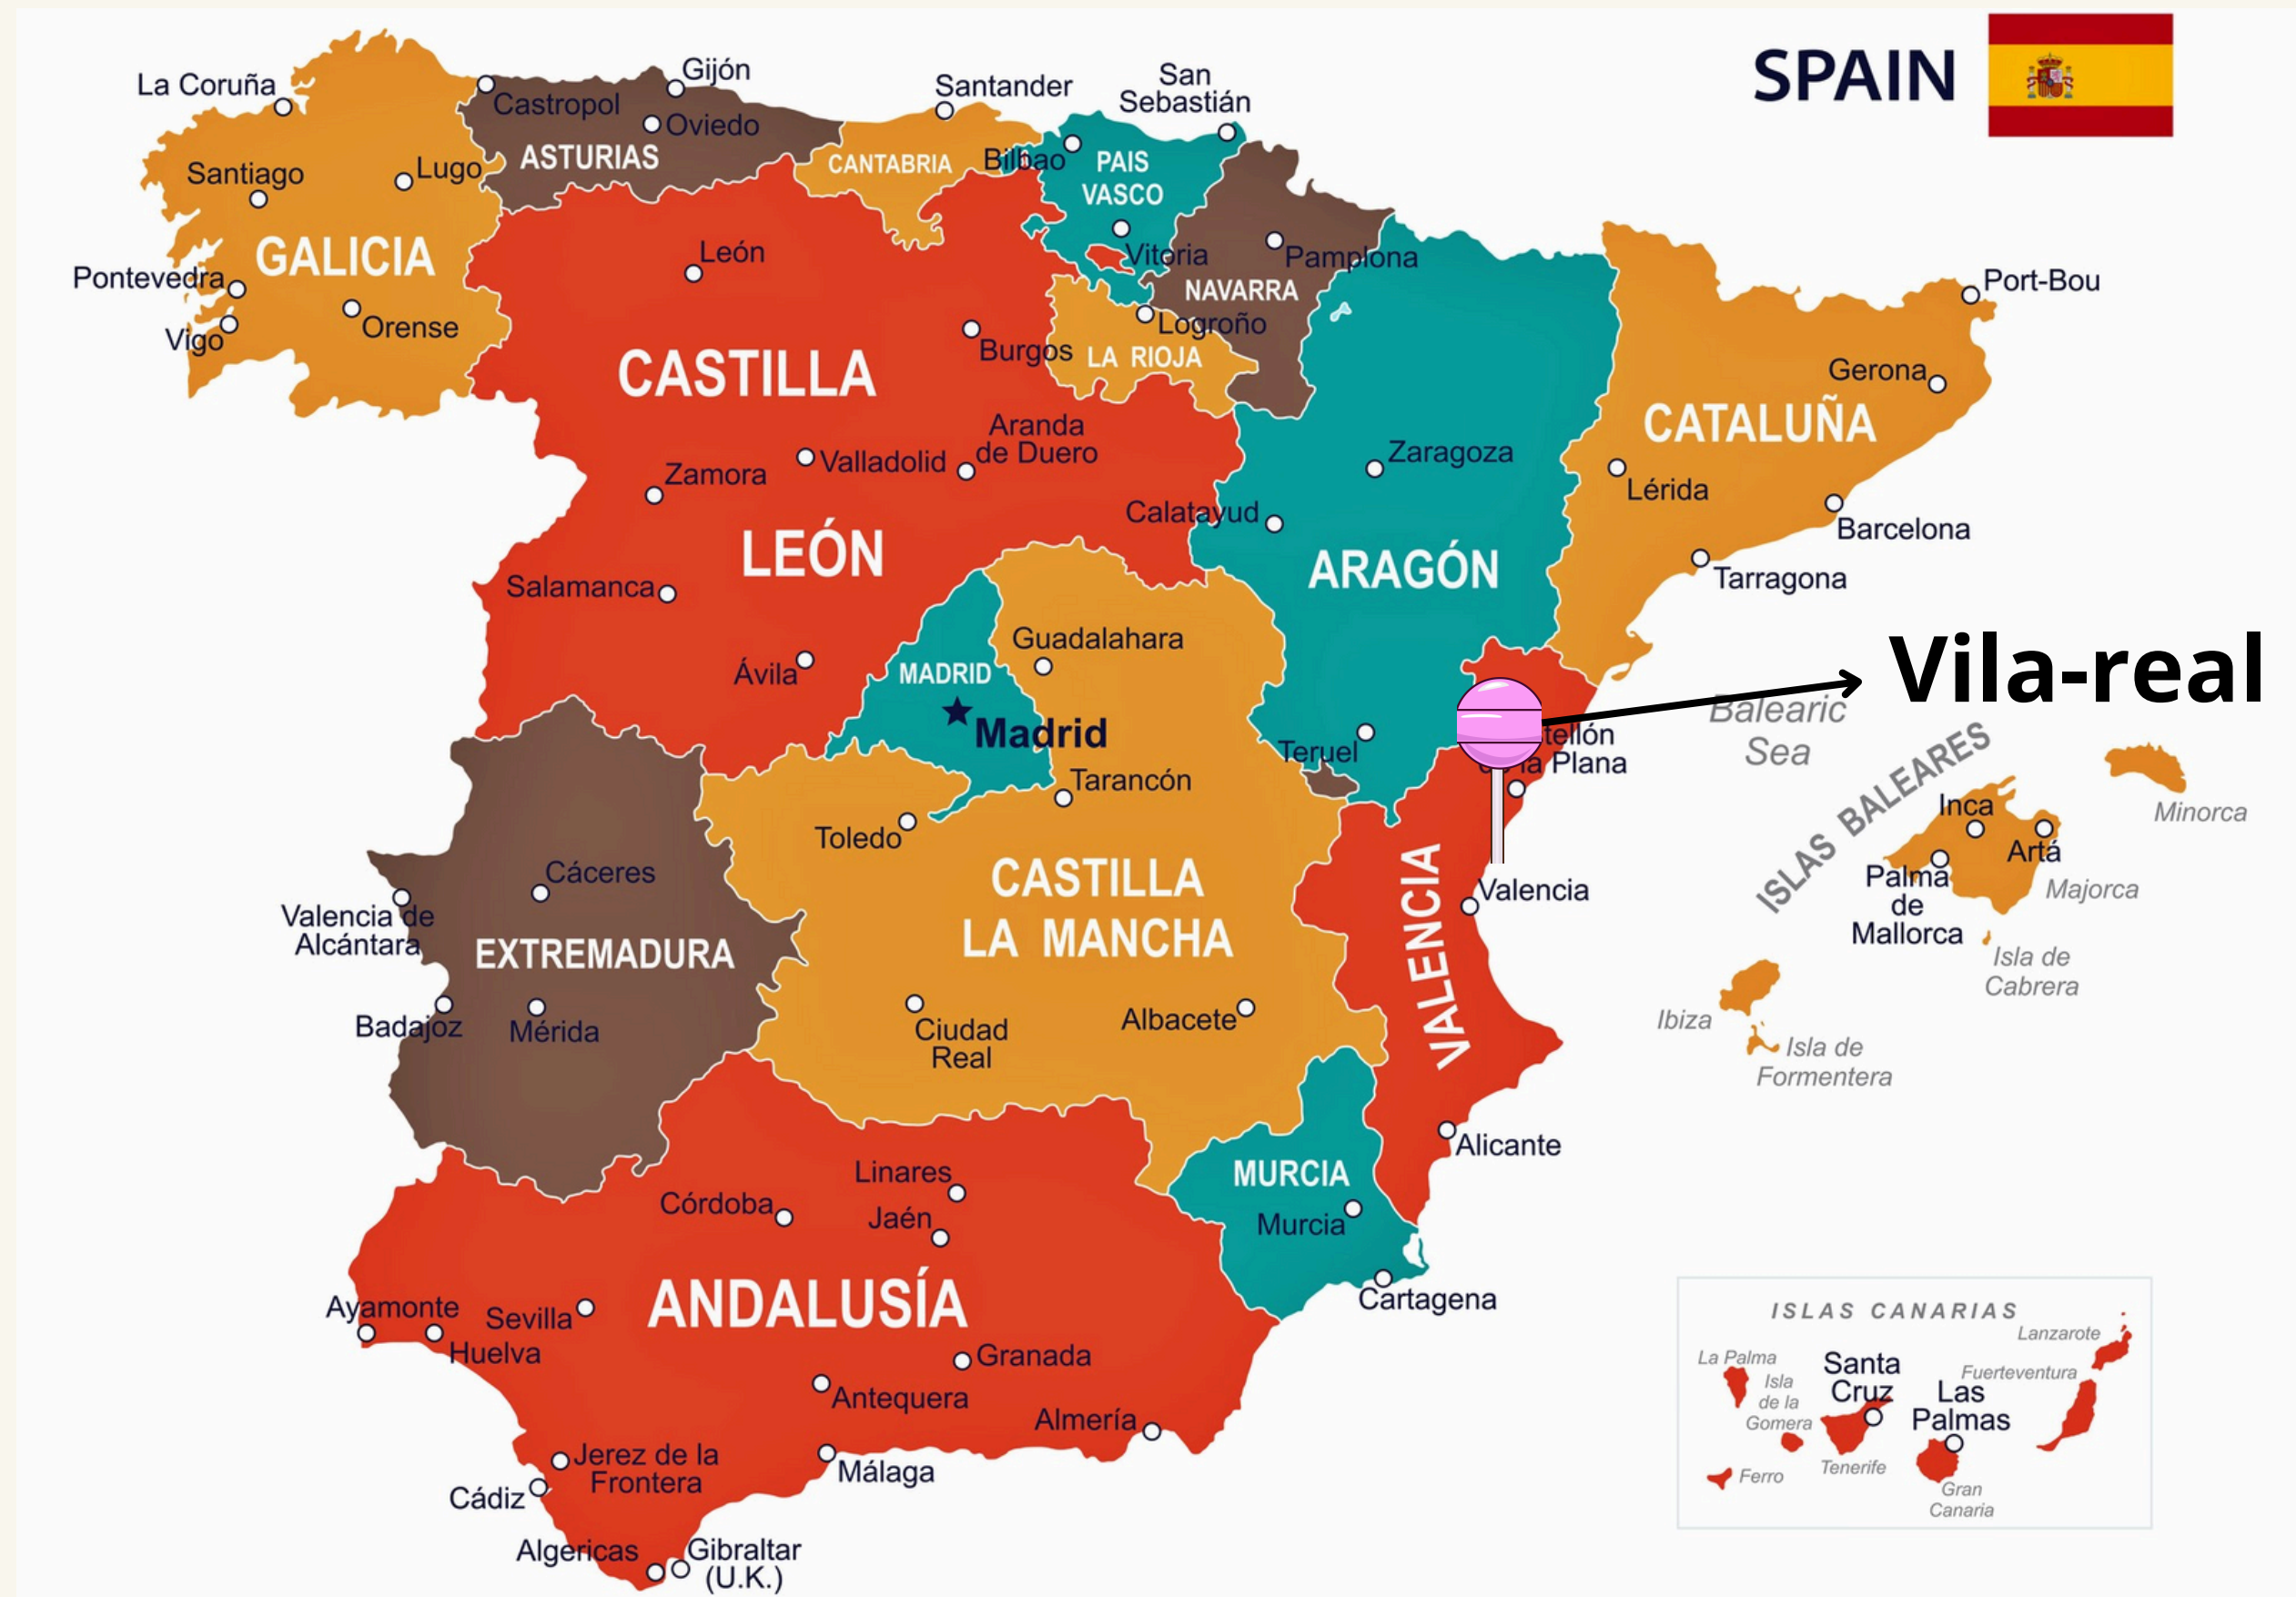 SPAIN
La Coruña
Castropol
Gijón
Oviedo
ASTURIAS
Santander
CANTABRIA
San
Sebastián
Bilbao
PAIS
VASCO
Santiago
Lugo
GALICIA
Pontevedra
Vigo
Orense
León
Vitoria
Pamplona
NAVARRA
Logroño
Burgos
LA RIOJA
Port-Bou
Gerona
CATALUÑA
CASTILLA
Aranda
de Duero
Valladolid
Zamora
Zaragoza
Lérida
Calatayud
Barcelona
LEÓN
ARAGÓN
Tarragona
Salamanca
Guadalahara
Ávila
MADRID
Madrid
Vila-real
Balearic
Sea
Teruel
tellón
la Plana
Tarancón
Toledo
ISLAS BALEARES
Minorca
Inca
Artá
Palma
de
Mallorca
Majorca
Isla de
Cabrera
Ibiza
Isla de
Formentera
Cáceres
Valencia de
Alcántara
EXTREMADURA
Badajoz
Mérida
CASTILLA
LA MANCHA
VALENCIA
Valencia
Ciudad
Real
Albacete
Alicante
Linares
Córdoba
Jaén
MURCIA
Murcia
Cartagena
ANDALUSÍA
Ayamonte
Sevilla
Huelva
Granada
Antequera
Almería
Jerez de la
Frontera
Málaga
Cádiz
Algericas
Gibraltar
(U.K.)
ISLAS CANARIAS
Lanzarote
La Palma
Santa
Cruz
Fuerteventura
Isla
de la
Gomera
Las
Palmas
Ferro
Tenerife
Gran
Canaria